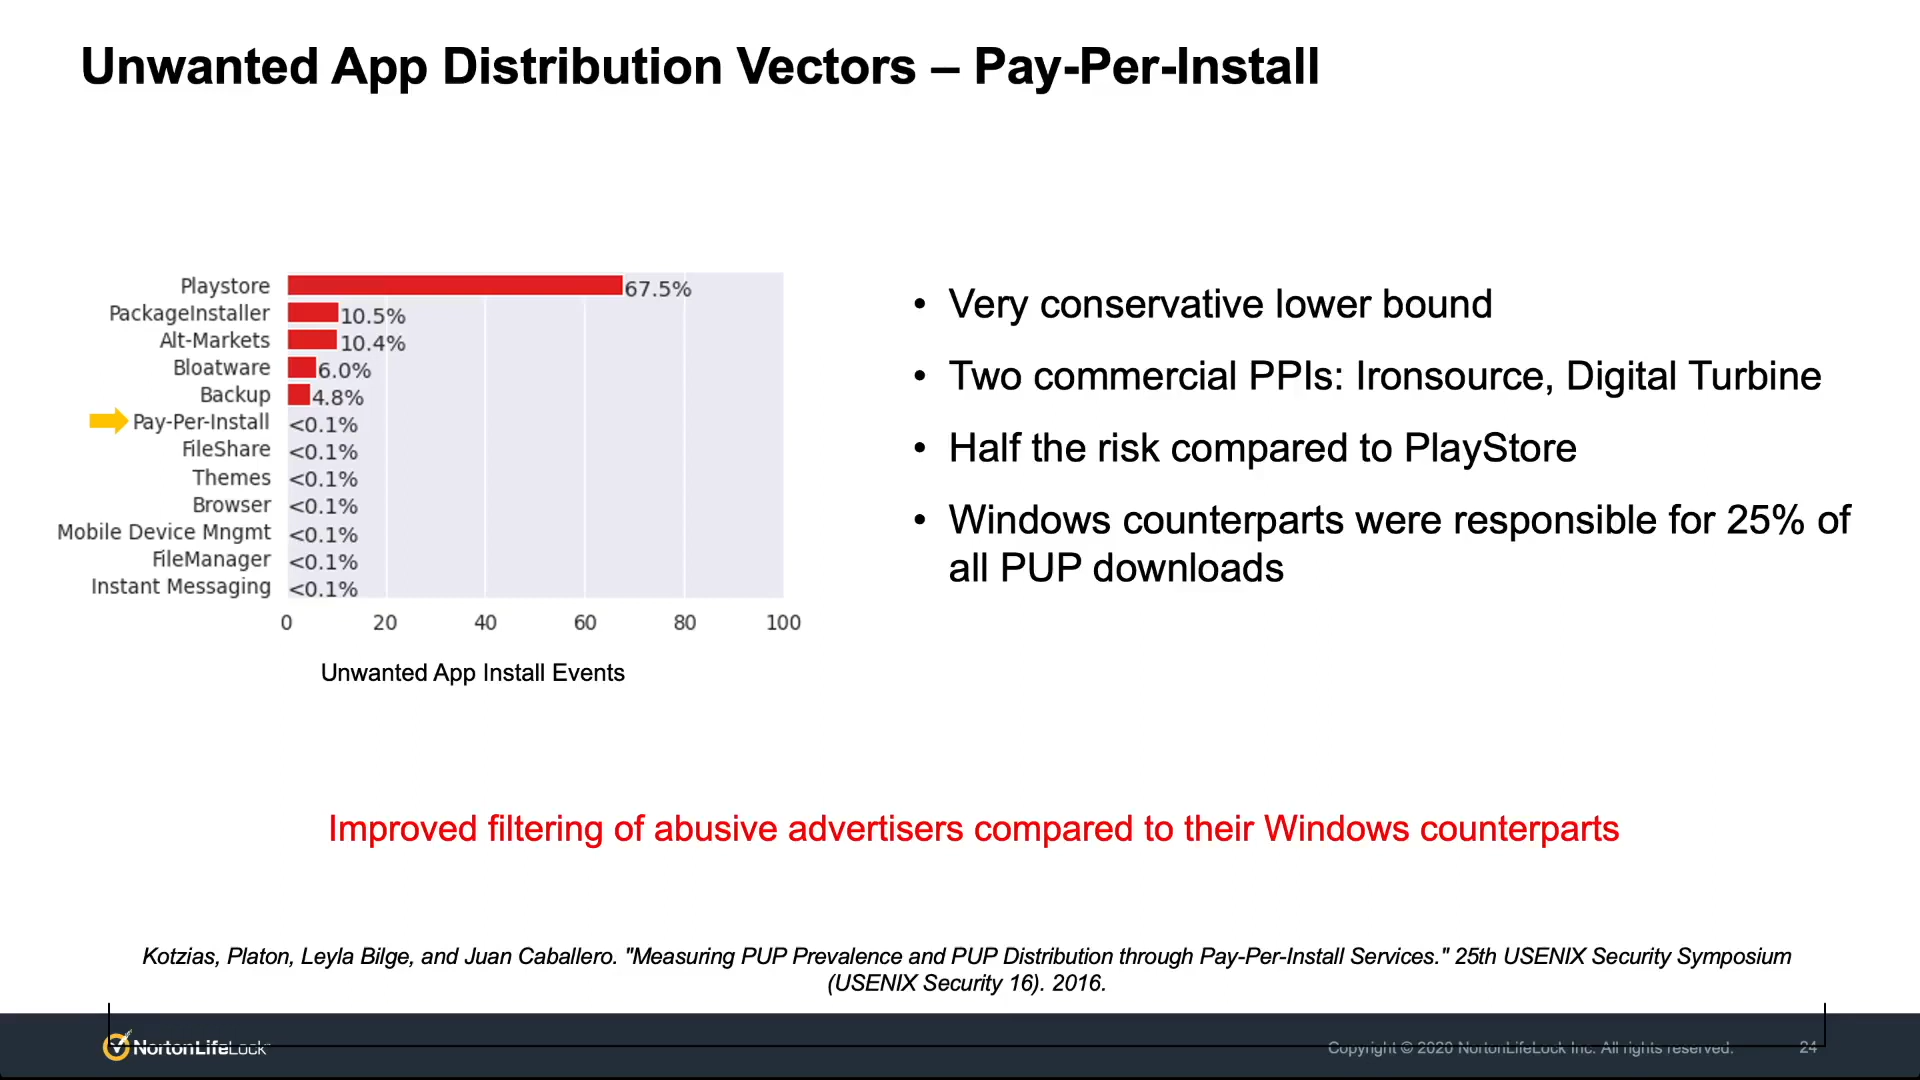 Unwanted App Distribution Vectors – Pay-Per-Install
Playstore 67.5%
PackageInstaller 10.5%
Alt-Markets 10.4%
Bloatware 6.0%
Backup 4.8%
Pay-Per-Install <0.1%
FileShare <0.1%
Themes <0.1%
Browser <0.1%
Mobile Device Mngmt <0.1%
FileManager <0.1%
Instant Messaging <0.1%
0 20 40 60 80 100
Unwanted App Install Events
• Very conservative lower bound
• Two commercial PPIs: Ironsource, Digital Turbine
• Half the risk compared to PlayStore
• Windows counterparts were responsible for 25% of
all PUP downloads
Improved filtering of abusive advertisers compared to their Windows counterparts
Kotzias, Platon, Leyla Bilge, and Juan Caballero. "Measuring PUP Prevalence and PUP Distribution through Pay-Per-Install Services." 25th USENIX Security Symposium
(USENIX Security 16). 2016.
NortonLifeLock
Copyright © 2020 NortonLifeLock Inc. All rights reserved. 24